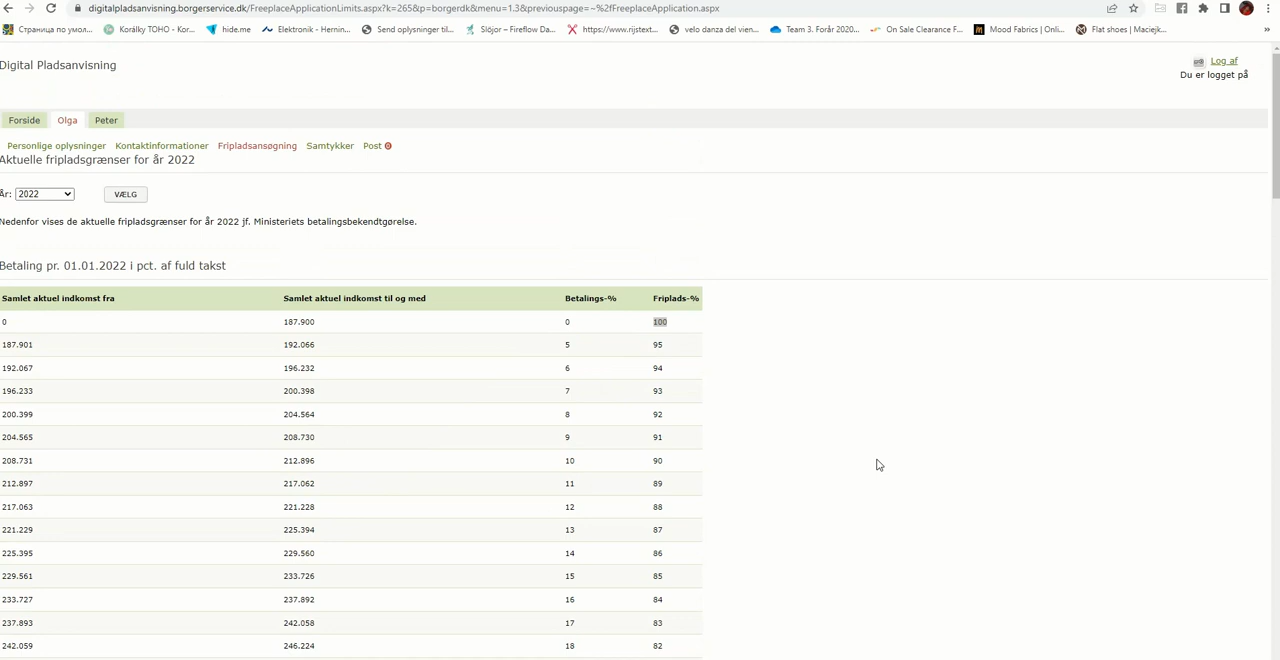 digitalpladsanvisning.borgerservice.dk/FreeplaceApplicationLimits.aspx?k=265&p=borgerdk&menu=1.3&previouspage=~%2fFreeplaceApplication.aspx
Страница по умол... Korálky TOHO - Kor... hide.me Elektronik - Hernin... Send oplysninger til... Slöjor – Fireflow Da... https://www.rijstext... velo danza del vien... Team 3. Forår 2020... On Sale Clearance F... Mood Fabrics | Onli... Flat shoes | Maciejk... »
Digital Pladsanvisning
Log af
Du er logget på
Forside Olga Peter
Personlige oplysninger Kontaktinformationer Fripladsansøgning Samtykker Post 0
Aktuelle fripladsgrænser for år 2022
År: 2022 VÆLG
Nedenfor vises de aktuelle fripladsgrænser for år 2022 jf. Ministeriets betalingsbekendtgørelse.
Betaling pr. 01.01.2022 i pct. af fuld takst
Samlet aktuel indkomst fra Samlet aktuel indkomst til og med Betalings-% Friplads-%
0 187.900 0 100
187.901 192.066 5 95
192.067 196.232 6 94
196.233 200.398 7 93
200.399 204.564 8 92
204.565 208.730 9 91
208.731 212.896 10 90
212.897 217.062 11 89
217.063 221.228 12 88
221.229 225.394 13 87
225.395 229.560 14 86
229.561 233.726 15 85
233.727 237.892 16 84
237.893 242.058 17 83
242.059 246.224 18 82